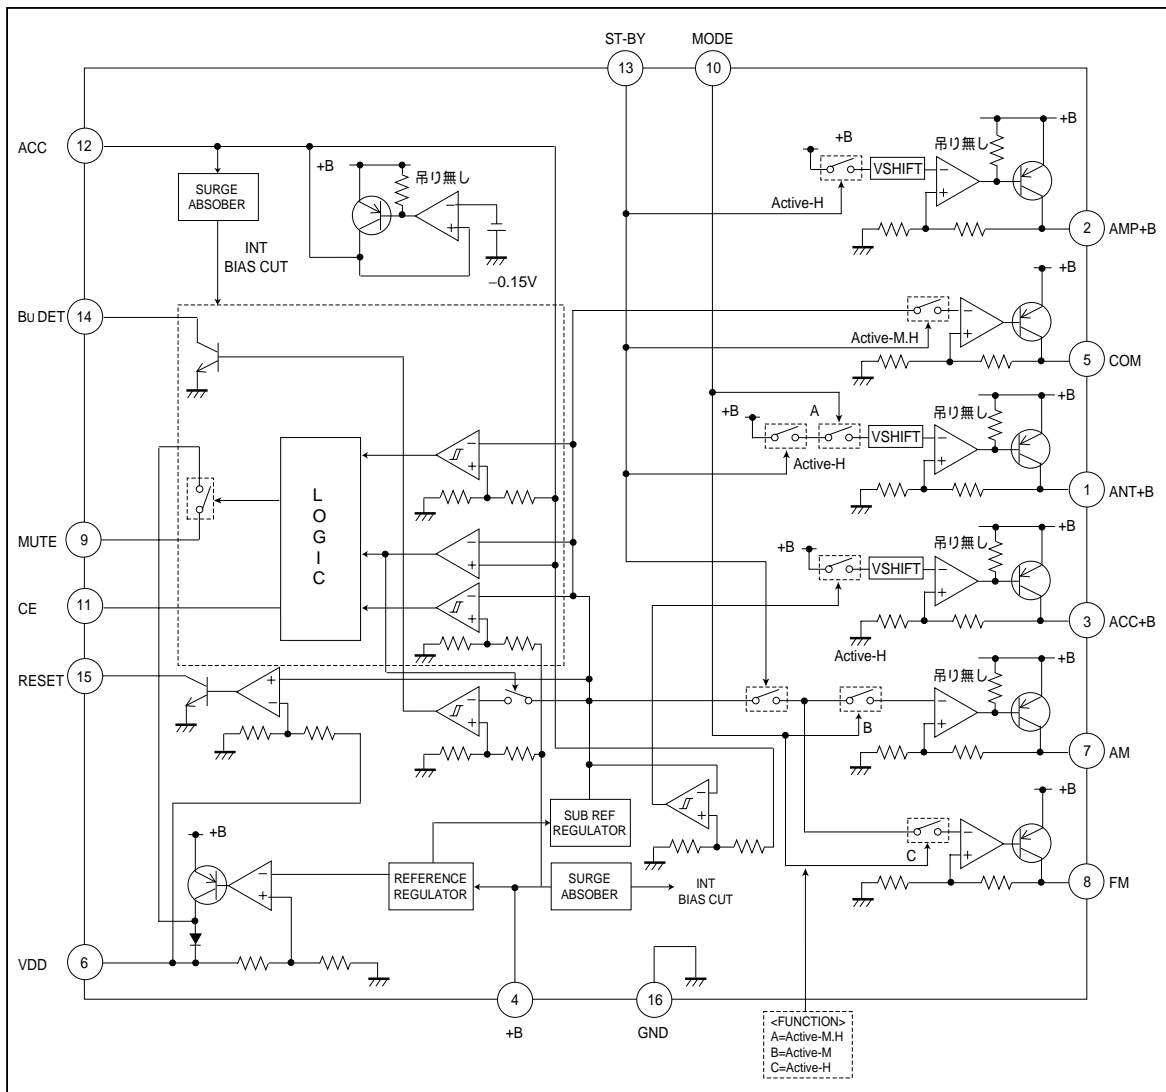 ST-BY
MODE
13
10
ACC
12
+B
吊り無し
SURGE
ABSOBER
INT
BIAS CUT
−0.15V
+B
吊り無し
+B
VSHIFT
Active-H
2
AMP+B
BU DET
14
+B
Active-M.H
5
COM
+B
A
吊り無し
+B
VSHIFT
Active-H
1
ANT+B
LOGIC
MUTE
9
+B
吊り無し
+B
VSHIFT
Active-H
3
ACC+B
CE
11
RESET
15
+B
吊り無し
B
7
AM
SUB REF
REGULATOR
+B
C
8
FM
+B
REFERENCE
REGULATOR
SURGE
ABSOBER
INT
BIAS CUT
VDD
6
4
+B
16
GND
<FUNCTION>
A=Active-M.H
B=Active-M
C=Active-H